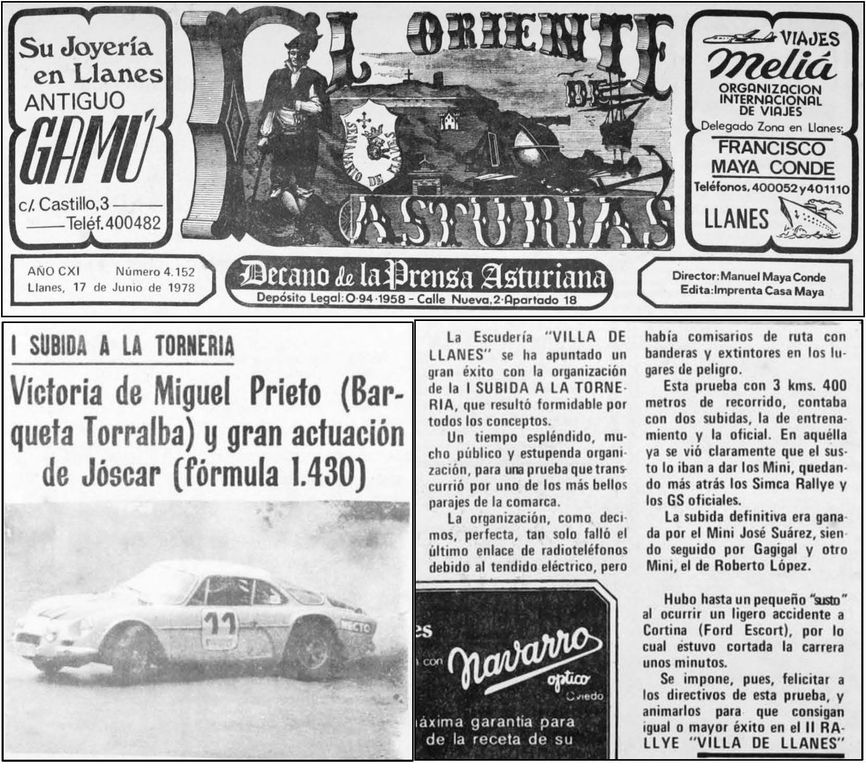 Su Joyería
en Llanes
ANTIGUO
GAMÚ
c/. Castillo,3
Teléf. 400482
EL ORIENTE
DE
ASTURIAS
SEMANARIO DE LLANES
VIAJES
Meliá
ORGANIZACION
INTERNACIONAL
DE VIAJES
Delegado Zona en Llanes:
FRANCISCO
MAYA CONDE
Teléfonos, 400052 y 401110
LLANES
AÑO CXI Número 4.152
Llanes, 17 de Junio de 1978
Decano de la Prensa Asturiana
Depósito Legal: O-94-1958 - Calle Nueva, 2-Apartado 18
Director: Manuel Maya Conde
Edita: Imprenta Casa Maya
I SUBIDA A LA TORNERIA
Victoria de Miguel Prieto (Bar-
queta Torralba) y gran actuación
de Jóscar (fórmula 1.430)
11
La Escudería "VILLA DE
LLANES" se ha apuntado un
gran éxito con la organización
de la I SUBIDA A LA TORNE-
RIA, que resultó formidable por
todos los conceptos.
Un tiempo espléndido, mu-
cho público y estupenda organi-
zación, para una prueba que trans-
currió por uno de los más bellos
parajes de la comarca.
La organización, como deci-
mos, perfecta, tan solo falló el
último enlace de radioteléfonos
debido al tendido eléctrico, pero
es
con
Navarro
optico
Oviedo
áxima garantía para
de la receta de su
había comisarios de ruta con
banderas y extintores en los lu-
gares de peligro.
Esta prueba con 3 kms. 400
metros de recorrido, contaba
con dos subidas, la de entrena-
miento y la oficial. En aquélla
ya se vió claramente que el sus-
to lo iban a dar los Mini, quedan-
do más atrás los Simca Rallye y
los GS oficiales.
La subida definitiva era gana-
da por el Mini José Suárez, sien-
do seguido por Gagigal y otro
Mini, el de Roberto López.
Hubo hasta un pequeño "susto"
al ocurrir un ligero accidente a
Cortina (Ford Escort), por lo
cual estuvo cortada la carrera
unos minutos.
Se impone, pues, felicitar a
los directivos de esta prueba, y
animarlos para que consigan
igual o mayor éxito en el II RA-
LLYE "VILLA DE LLANES"